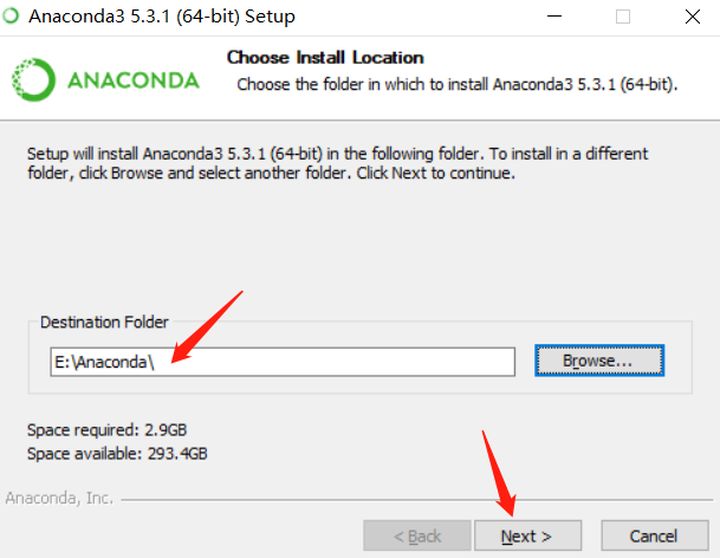 Anaconda3 5.3.1 (64-bit) Setup
ANACONDA
Choose Install Location
Choose the folder in which to install Anaconda3 5.3.1 (64-bit).
Setup will install Anaconda3 5.3.1 (64-bit) in the following folder. To install in a different
folder, click Browse and select another folder. Click Next to continue.
Destination Folder
E:\Anaconda\
Browse...
Space required: 2.9GB
Space available: 293.4GB
Anaconda, Inc.
< Back
Next >
Cancel